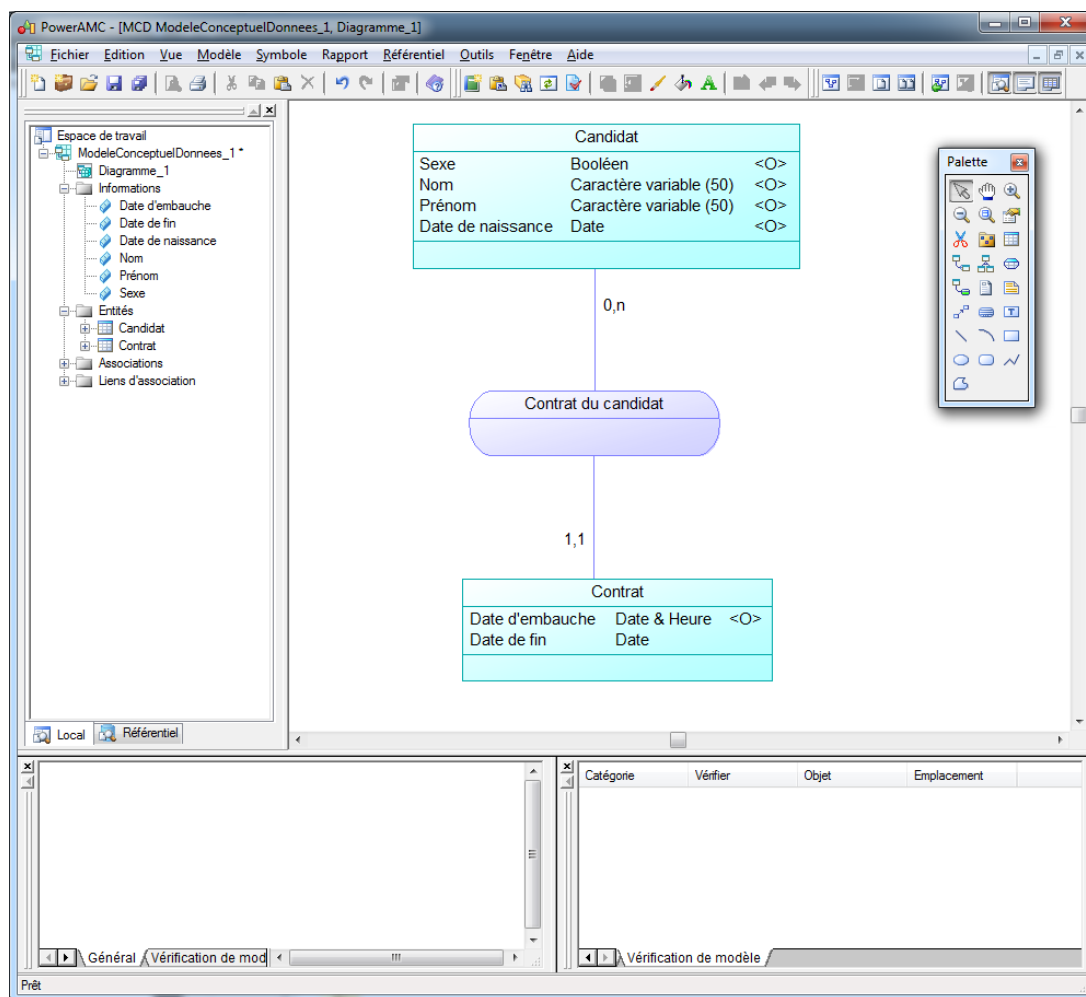 PowerAMC - [MCD ModeleConceptuelDonnees_1, Diagramme_1]
Fichier Edition Vue Modèle Symbole Rapport Référentiel Outils Fenêtre Aide
Espace de travail
ModeleConceptuelDonnees_1 *
Diagramme_1
Informations
Date d'embauche
Date de fin
Date de naissance
Nom
Prénom
Sexe
Entités
Candidat
Contrat
Associations
Liens d'association
Local Référentiel
Candidat
Sexe Booléen <O>
Nom Caractère variable (50) <O>
Prénom Caractère variable (50) <O>
Date de naissance Date <O>
0,n
Contrat du candidat
1,1
Contrat
Date d'embauche Date & Heure <O>
Date de fin Date
Palette
Général Vérification de mod
Catégorie Vérifier Objet Emplacement
Vérification de modèle
Prêt